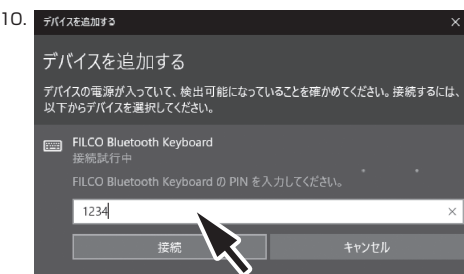 10.
デバイスを追加する
デバイスを追加する
デバイスの電源が入っていて、検出可能になっていることを確かめてください。接続するには、
以下からデバイスを選択してください。
FILCO Bluetooth Keyboard
接続試行中
FILCO Bluetooth Keyboard の PIN を入力してください。
1234
接続 キャンセル